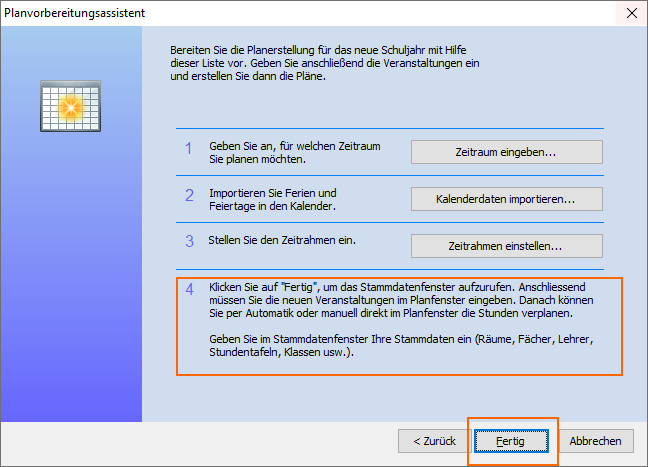 Planvorbereitungsassistent
Bereiten Sie die Planerstellung für das neue Schuljahr mit Hilfe
dieser Liste vor. Geben Sie anschließend die Veranstaltungen ein
und erstellen Sie dann die Pläne.
1 Geben Sie an, für welchen Zeitraum
Sie planen möchten.
Zeitraum eingeben...
2 Importieren Sie Ferien und
Feiertage in den Kalender.
Kalenderdaten importieren...
3 Stellen Sie den Zeitrahmen ein.
Zeitrahmen einstellen...
4 Klicken Sie auf "Fertig", um das Stammdatenfenster aufzurufen. Anschliessend
müssen Sie die neuen Veranstaltungen im Planfenster eingeben. Danach können
Sie per Automatik oder manuell direkt im Planfenster die Stunden verplanen.
Geben Sie im Stammdatenfenster Ihre Stammdaten ein (Räume, Fächer, Lehrer,
Stundentafeln, Klassen usw.).
< Zurück
Fertig
Abbrechen